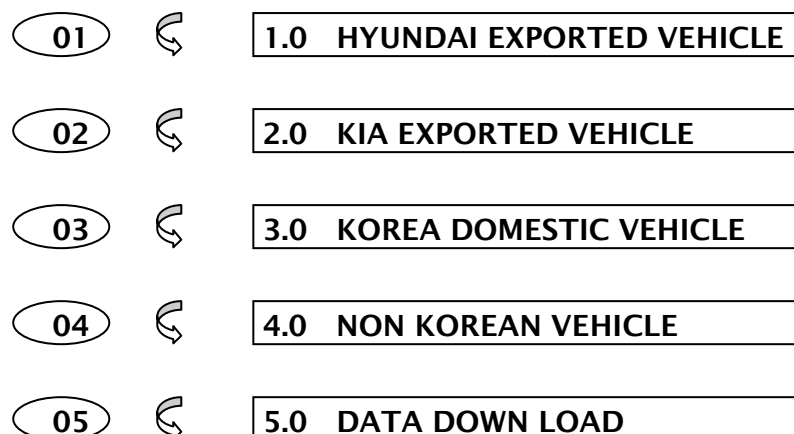 01 1.0 HYUNDAI EXPORTED VEHICLE
02 2.0 KIA EXPORTED VEHICLE
03 3.0 KOREA DOMESTIC VEHICLE
04 4.0 NON KOREAN VEHICLE
05 5.0 DATA DOWN LOAD